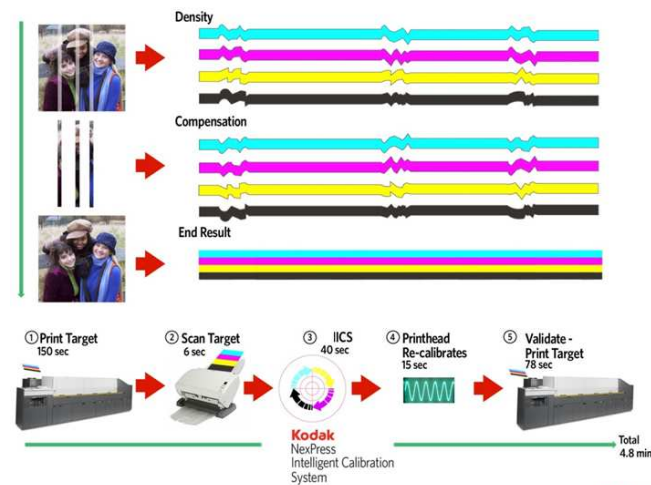 Density
Compensation
End Result
① Print Target
150 sec
② Scan Target
6 sec
③ IICS
40 sec
④ Printhead
Re-calibrates
15 sec
⑤ Validate -
Print Target
78 sec
Kodak
NexPress
Intelligent Calibration
System
Total
4.8 min